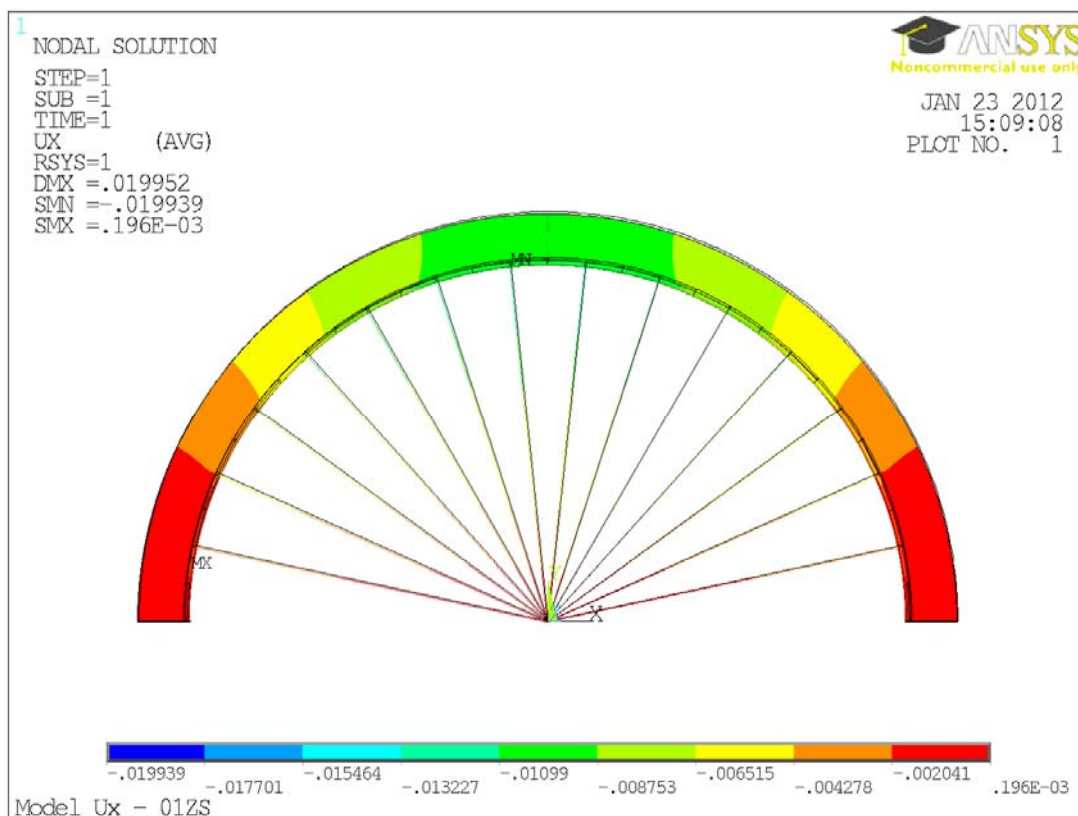 1
NODAL SOLUTION
STEP=1
SUB =1
TIME=1
UX (AVG)
RSYS=1
DMX =.019952
SMN =-.019939
SMX =.196E-03
ANSYS
Noncommercial use only
JAN 23 2012
15:09:08
PLOT NO. 1
MN
MX
Y
X
-.019939 -.015464 -.01099 -.006515 -.002041
-.017701 -.013227 -.008753 -.004278 .196E-03
Model Ux - 01ZS